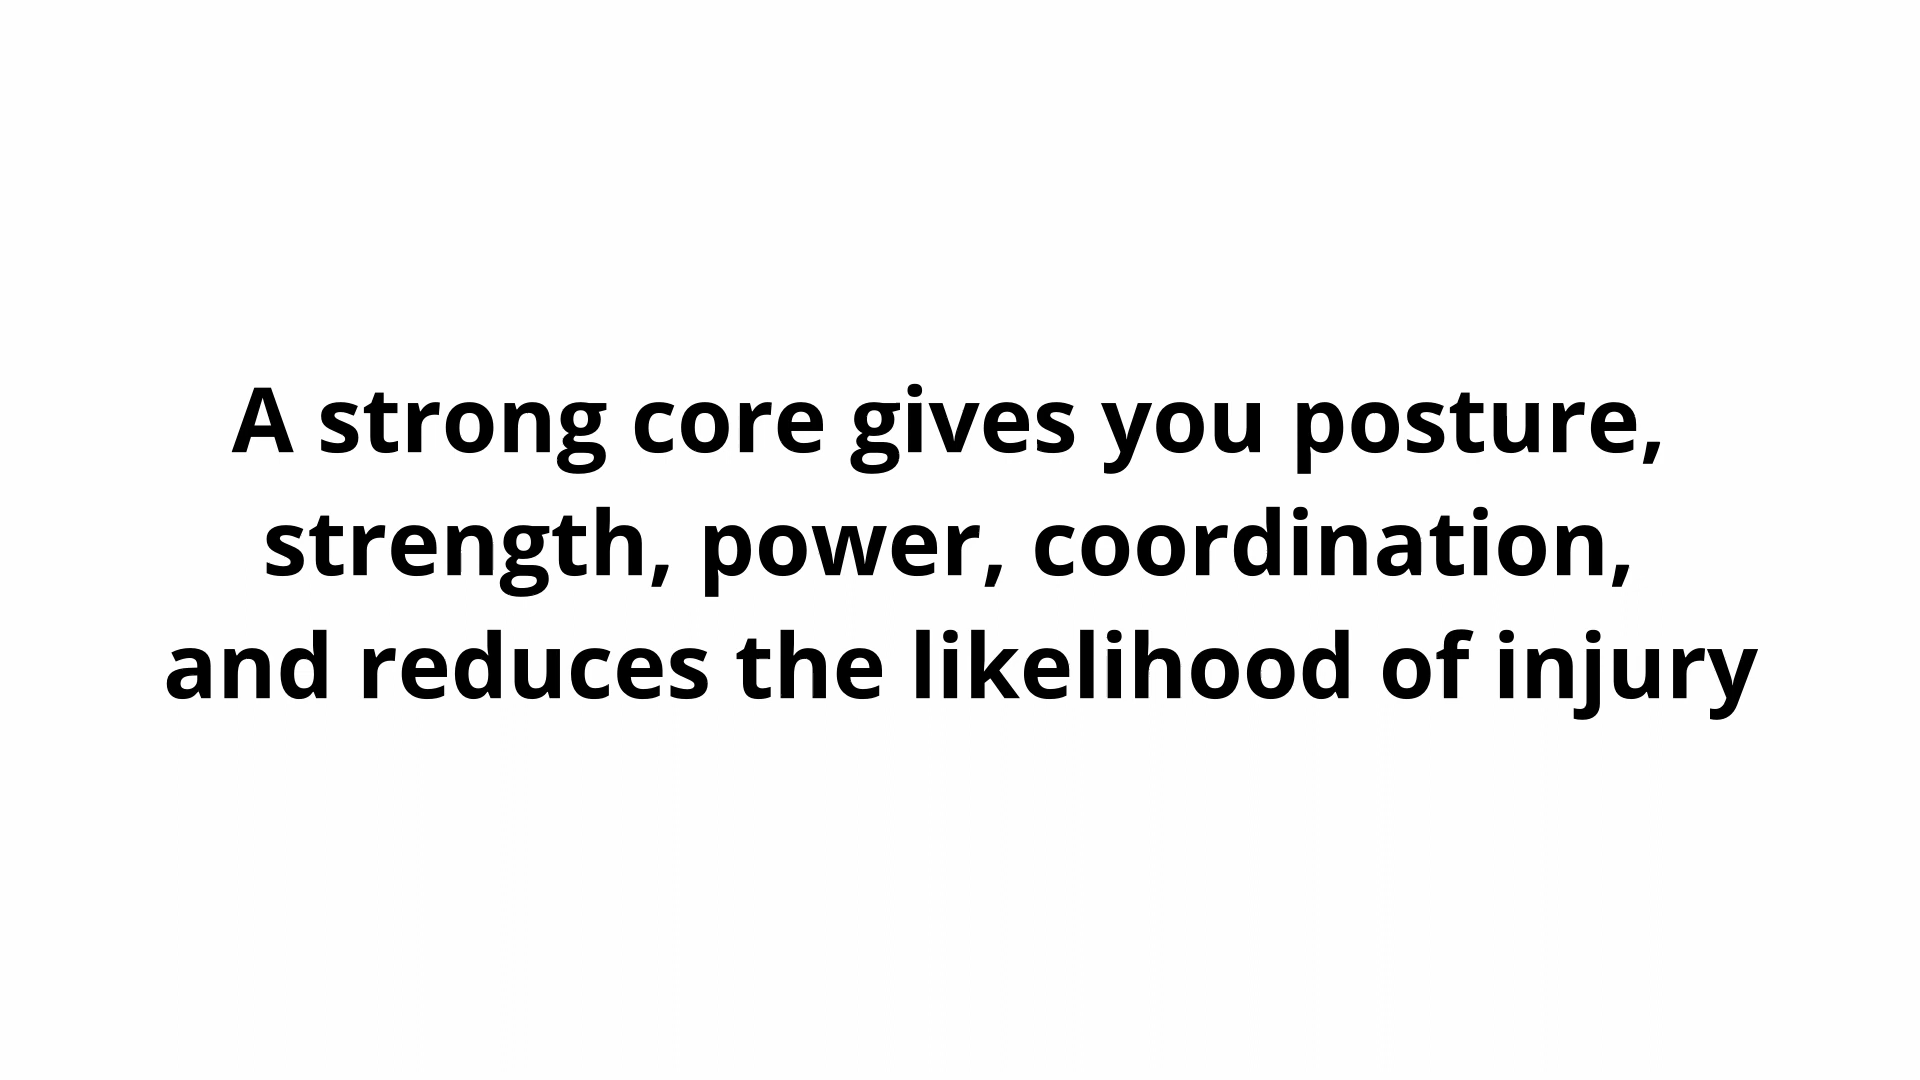 A strong core gives you posture,
strength, power, coordination,
and reduces the likelihood of injury